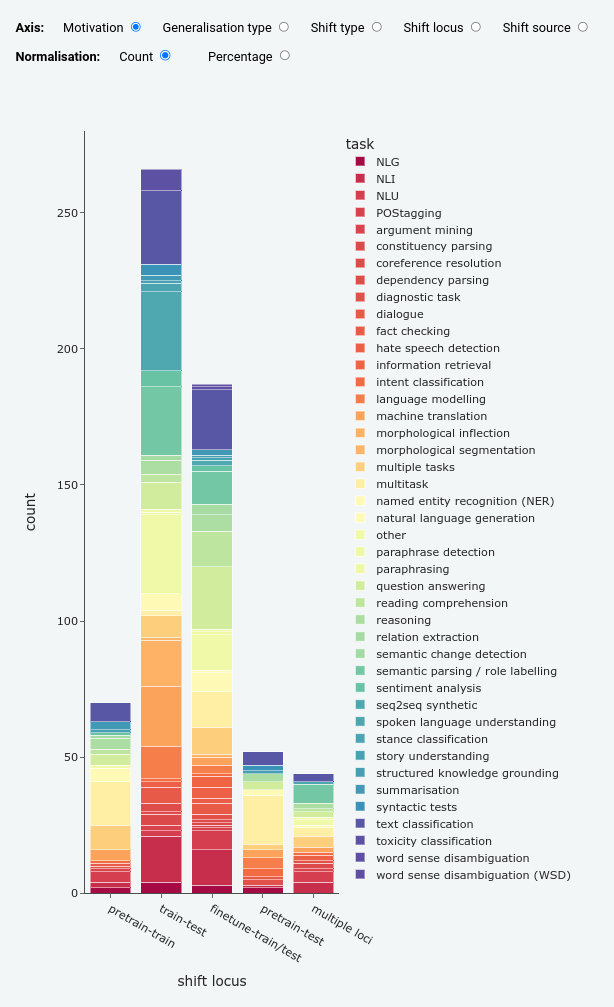 Axis: Motivation Generalisation type Shift type Shift locus Shift source
Normalisation: Count Percentage
task
NLG
NLI
NLU
POStagging
argument mining
constituency parsing
coreference resolution
dependency parsing
diagnostic task
dialogue
fact checking
hate speech detection
information retrieval
intent classification
language modelling
machine translation
morphological inflection
morphological segmentation
multiple tasks
multitask
named entity recognition (NER)
natural language generation
other
paraphrase detection
paraphrasing
question answering
reading comprehension
reasoning
relation extraction
semantic change detection
semantic parsing / role labelling
sentiment analysis
seq2seq synthetic
spoken language understanding
stance classification
story understanding
structured knowledge grounding
summarisation
syntactic tests
text classification
toxicity classification
word sense disambiguation
word sense disambiguation (WSD)
250
200
150
100
50
0
count
pretrain-train
train-test
finetune-train/test
pretrain-test
multiple loci
shift locus